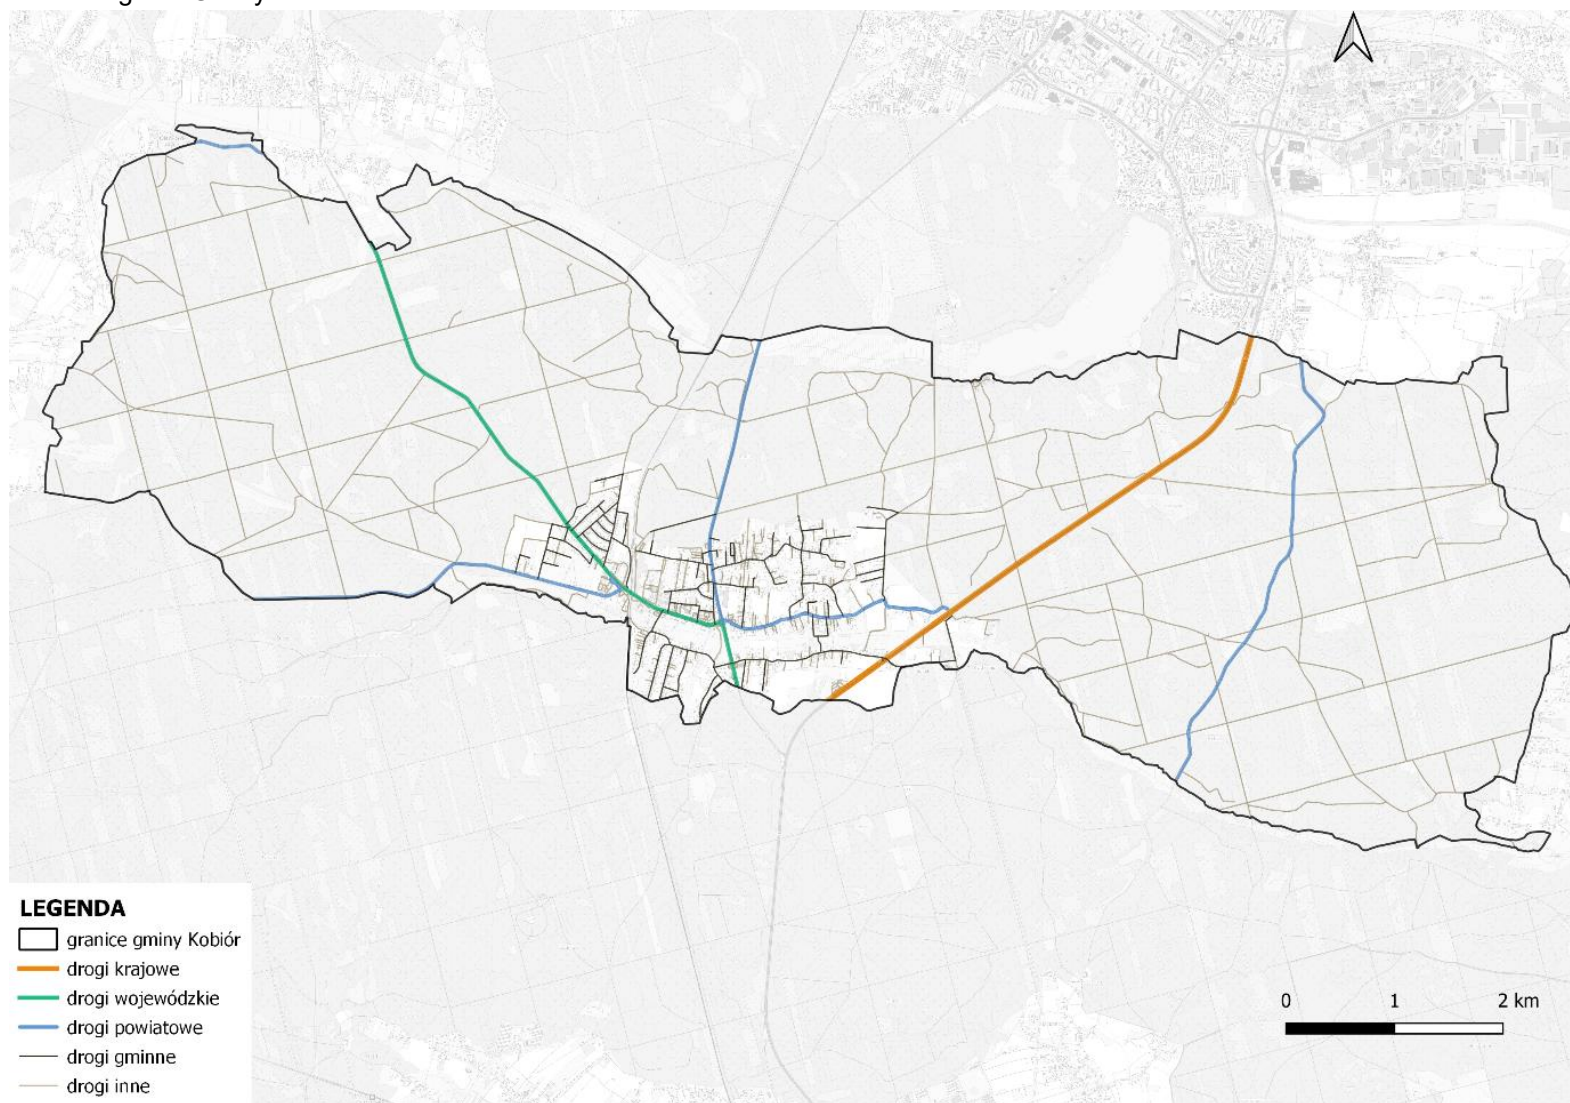 LEGENDA
granice gminy Kobiór
drogi krajowe
drogi wojewódzkie
drogi powiatowe
drogi gminne
drogi inne
0 1 2 km